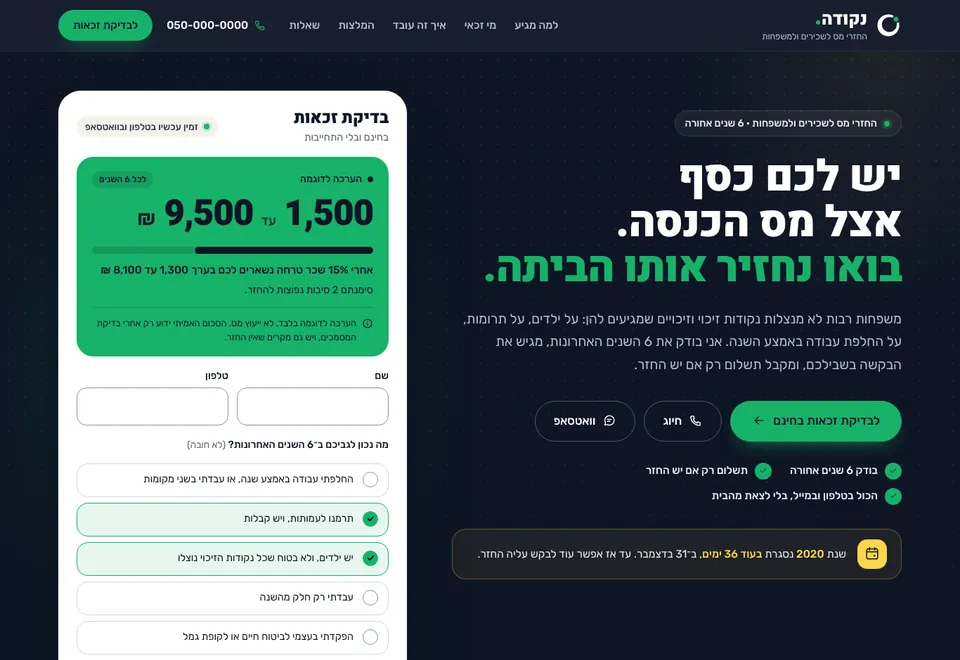 נקודה.
החזרי מס לשכירים ולמשפחות
למה מגיע
מי זכאי
איך זה עובד
המלצות
שאלות
050-000-0000
לבדיקת זכאות
החזרי מס לשכירים ולמשפחות • 6 שנים אחורה
יש לכם כסף
אצל מס הכנסה.
בואו נחזיר אותו הביתה.
משפחות רבות לא מנצלות נקודות זיכוי וזיכויים שמגיעים להן: על ילדים, על תרומות,
על החלפת עבודה באמצע השנה. אני בודק את 6 השנים האחרונות, מגיש את
הבקשה בשבילכם, ומקבל תשלום רק אם יש החזר.
לבדיקת זכאות בחינם ←
חיוג
וואטסאפ
בודק 6 שנים אחורה
תשלום רק אם יש החזר
הכול בטלפון ובמייל, בלי לצאת מהבית
שנת 2020 נסגרת בעוד 36 ימים, ב־31 בדצמבר. עד אז אפשר עוד לבקש עליה החזר.
בדיקת זכאות
בחינם ובלי התחייבות
זמין עכשיו בטלפון ובוואטסאפ
הערכה לדוגמה
לכל 6 השנים
1,500 עד 9,500 ₪
אחרי 15% שכר טרחה נשארים לכם בערך 1,300 עד 8,100 ₪
סימנתם 2 סיבות נפוצות להחזר.
הערכה לדוגמה בלבד, לא ייעוץ מס. הסכום האמיתי ידוע רק אחרי בדיקת
המסמכים, ויש גם מקרים שאין החזר.
שם
טלפון
מה נכון לגביכם ב־6 השנים האחרונות? (לא חובה)
החלפתי עבודה באמצע שנה, או עבדתי בשני מקומות
תרמנו לעמותות, ויש קבלות
יש ילדים, ולא בטוח שכל נקודות הזיכוי נוצלו
עבדתי רק חלק מהשנה
הפקדתי בעצמי לביטוח חיים או לקופת גמל